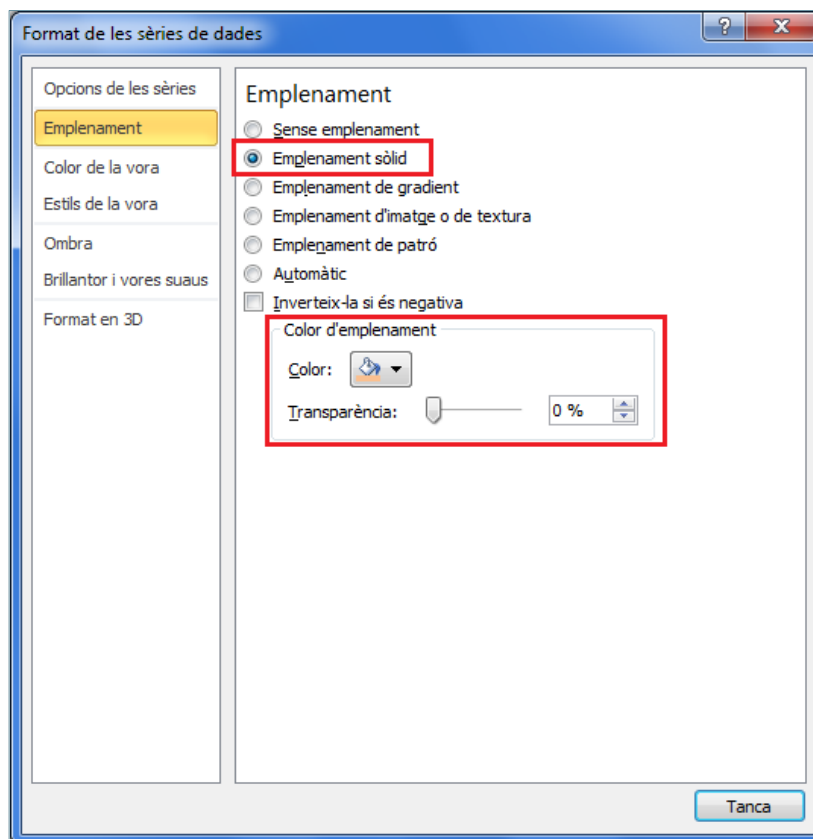 Format de les sèries de dades
?
Opcions de les sèries
Emplenament
Color de la vora
Estils de la vora
Ombra
Brillantor i vores suaus
Format en 3D
Emplenament
Sense emplenament
Emplenament sòlid
Emplenament de gradient
Emplenament d'imatge o de textura
Emplenament de patró
Automàtic
Inverteix-la si és negativa
Color d'emplenament
Color:
Transparència: 0 %
Tanca